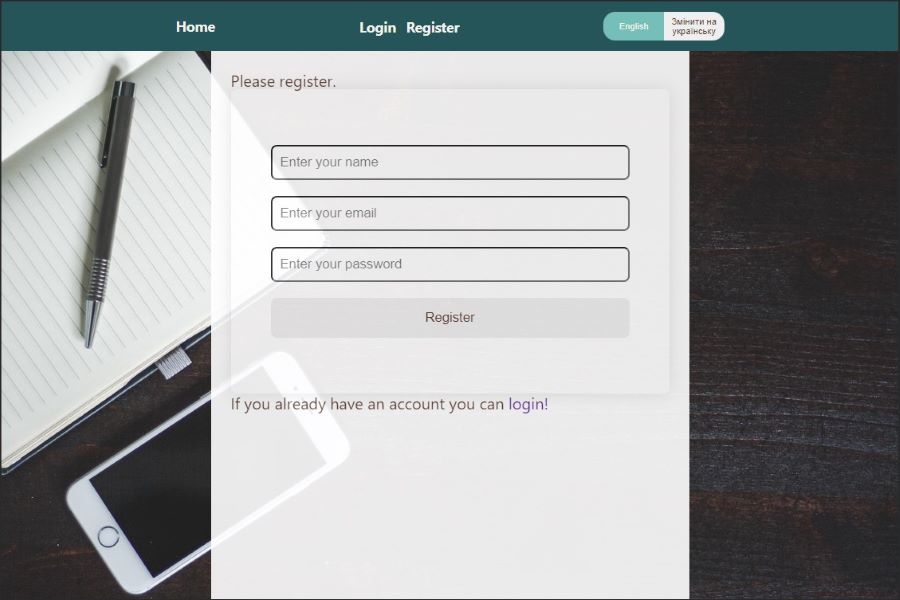 Home
Login Register
English
Змінити на
українську
Please register.
Enter your name
Enter your email
Enter your password
Register
If you already have an account you can login!